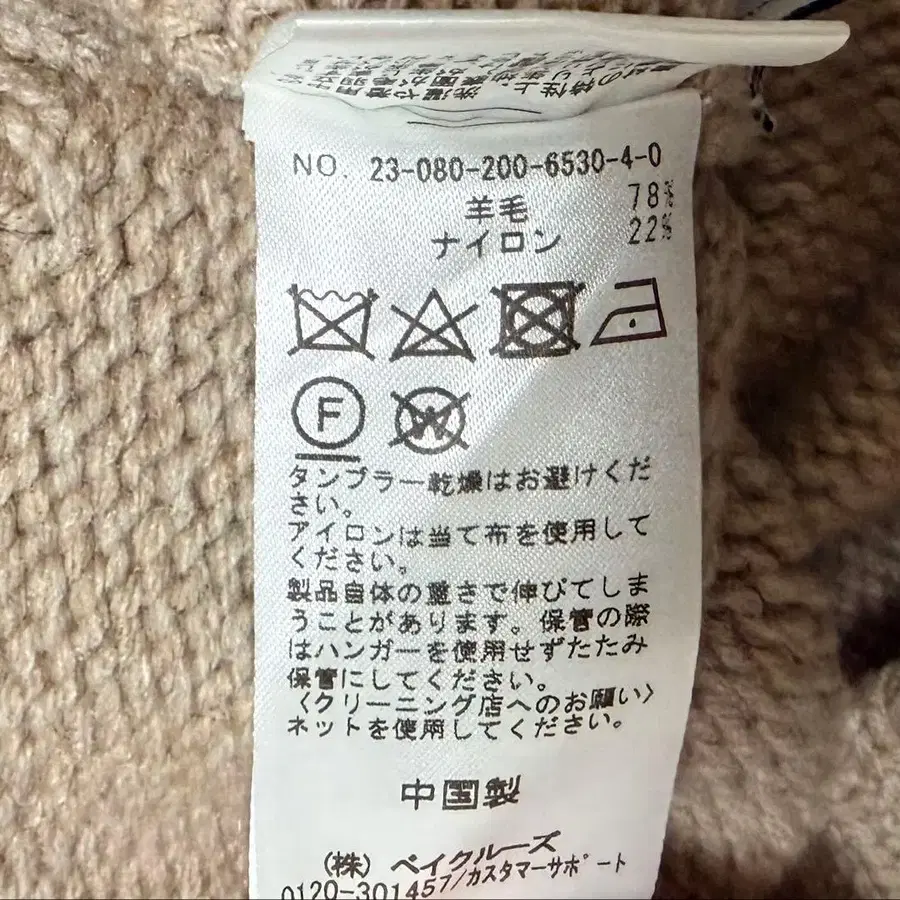 NO. 23-080-200-6530-4-0
羊毛 78%
ナイロン 22%
F
W
タンブラー乾燥はお避けくだ
さい。
アイロンは当て布を使用して
ください。
製品自体の重さで伸びてしま
うことがあります。保管の際
はハンガーを使用せずたたみ
保管にしてください。
〈クリーニング店へのお願い〉
ネットを使用してください。
中国製
(株) ベイクルーズ
0120-301457/カスタマーサポート